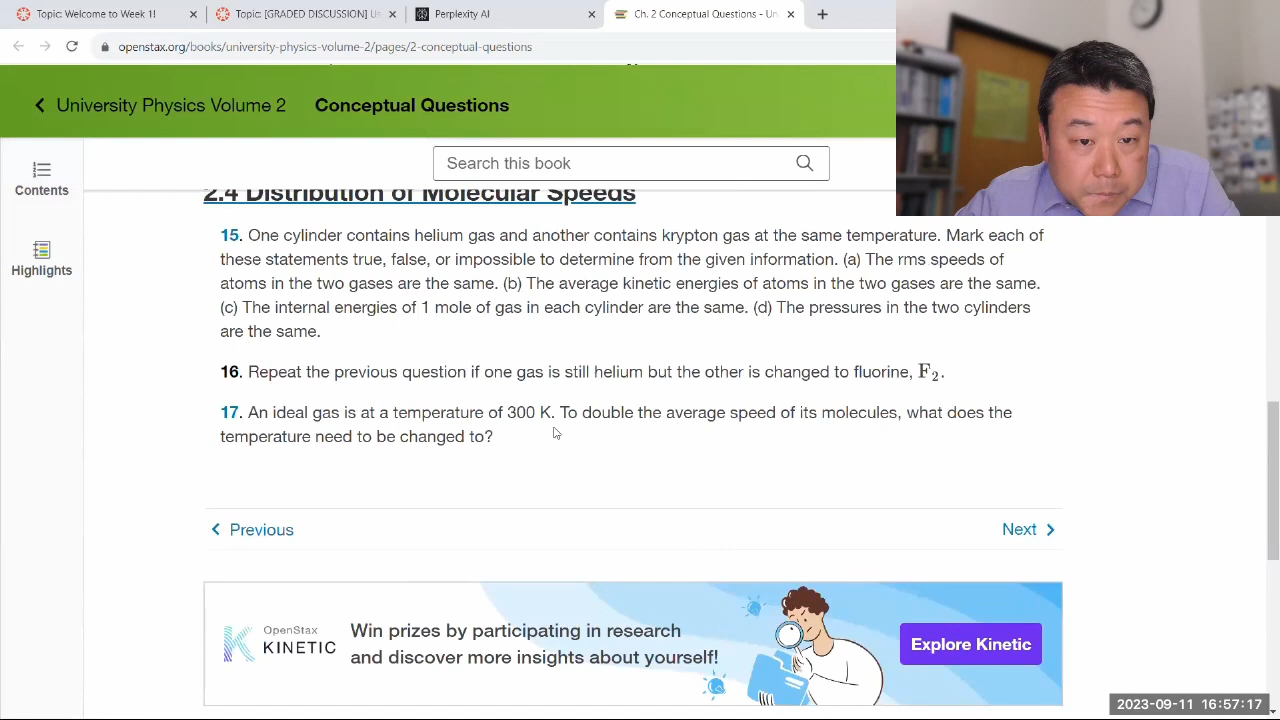 Topic: Welcome to Week 1!
Topic: [GRADED DISCUSSION] Us
Perplexity AI
Ch. 2 Conceptual Questions - Un
openstax.org/books/university-physics-volume-2/pages/2-conceptual-questions
University Physics Volume 2
Conceptual Questions
Search this book
Contents
Highlights
2.4 Distribution of Molecular Speeds
15. One cylinder contains helium gas and another contains krypton gas at the same temperature. Mark each of
these statements true, false, or impossible to determine from the given information. (a) The rms speeds of
atoms in the two gases are the same. (b) The average kinetic energies of atoms in the two gases are the same.
(c) The internal energies of 1 mole of gas in each cylinder are the same. (d) The pressures in the two cylinders
are the same.
16. Repeat the previous question if one gas is still helium but the other is changed to fluorine, F₂.
17. An ideal gas is at a temperature of 300 K. To double the average speed of its molecules, what does the
temperature need to be changed to?
Previous
Next
OpenStax
KINETIC
Win prizes by participating in research
and discover more insights about yourself!
Explore Kinetic
2023-09-11 16:57:17